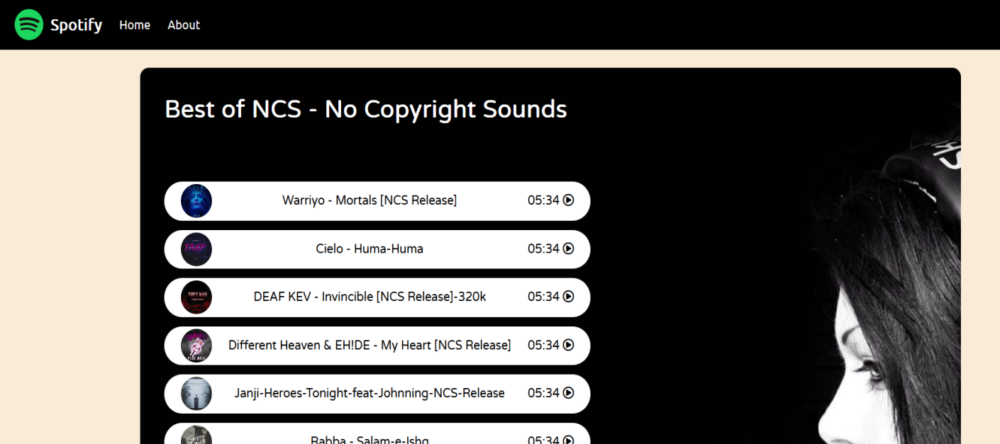 Spotify Home About
Best of NCS - No Copyright Sounds
Warriyo - Mortals [NCS Release] 05:34
Cielo - Huma-Huma 05:34
DEAF KEV - Invincible [NCS Release]-320k 05:34
Different Heaven & EH!DE - My Heart [NCS Release] 05:34
Janji-Heroes-Tonight-feat-Johnning-NCS-Release 05:34
Rabba - Salam-e-Ishq 05:34